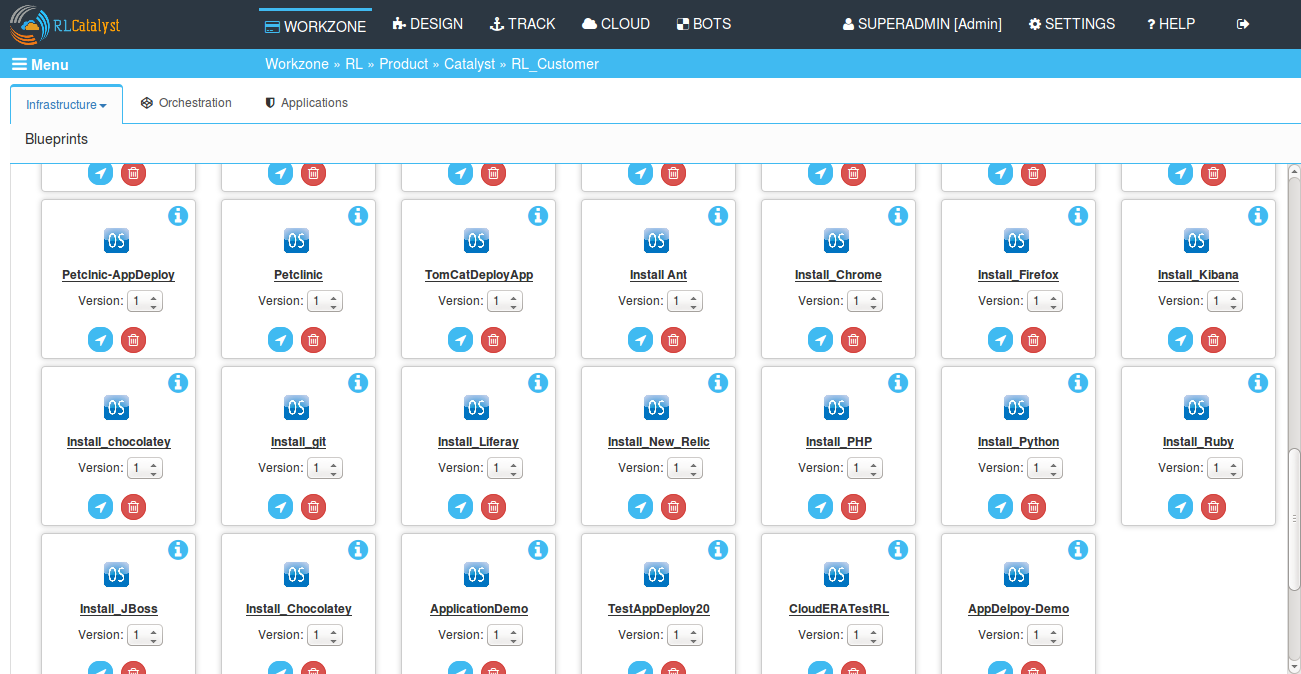 RLCatalyst WORKZONE DESIGN TRACK CLOUD BOTS SUPERADMIN [Admin] SETTINGS ? HELP
Menu Workzone » RL » Product » Catalyst » RL_Customer
Infrastructure Orchestration Applications
Blueprints
OS OS OS OS OS OS OS
Petclnic-AppDeploy Petclinic TomCatDeployApp Install Ant Install_Chrome Install_Firefox Install_Kibana
Version: 1 Version: 1 Version: 1 Version: 1 Version: 1 Version: 1 Version: 1
OS OS OS OS OS OS OS
Install_chocolatey Install_git Install_Liferay Install_New_Relic Install_PHP Install_Python Install_Ruby
Version: 1 Version: 1 Version: 1 Version: 1 Version: 1 Version: 1 Version: 1
OS OS OS OS OS OS
Install_JBoss Install_Chocolatey ApplicationDemo TestAppDeploy20 CloudERATestRL AppDelpoy-Demo
Version: 1 Version: 1 Version: 1 Version: 1 Version: 1 Version: 1